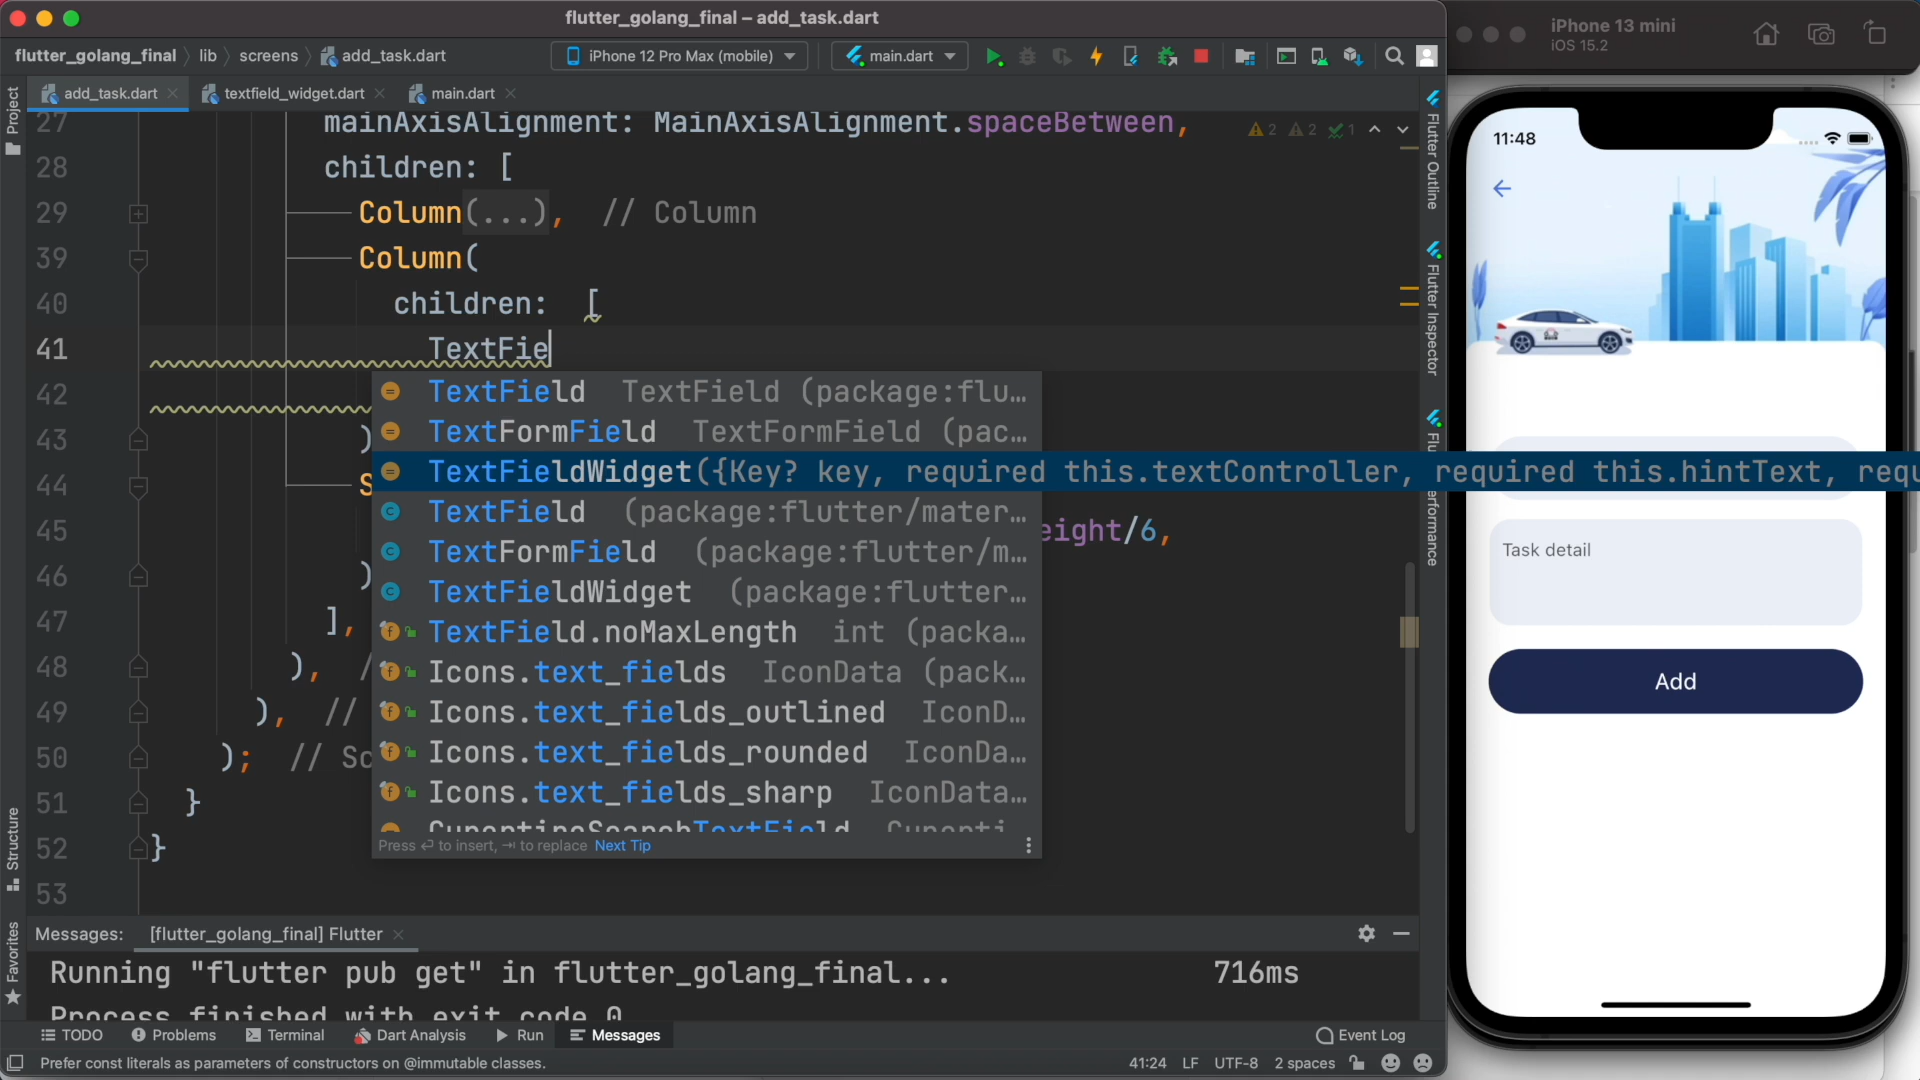 flutter_golang_final – add_task.dart
flutter_golang_final lib screens add_task.dart iPhone 12 Pro Max (mobile) main.dart
add_task.dart textfield_widget.dart main.dart
27 mainAxisAlignment: MainAxisAlignment.spaceBetween, 2 2 1
28 children: [
29 Column(...), // Column
39 Column(
40 children: [
41 TextFie
42
43 )
44 S
45 eight/6,
46 )
47 ],
48 ), /
49 ), //
50 ); // Sc
51 }
52 }
53
TextField TextField (package:flu…
TextFormField TextFormField (pac…
TextFieldWidget({Key? key, required this.textController, required this.hintText, requ
TextField (package:flutter/mater…
TextFormField (package:flutter/m…
TextFieldWidget (package:flutter…
TextField.noMaxLength int (packa…
Icons.text_fields IconData (pack…
Icons.text_fields_outlined IconD…
Icons.text_fields_rounded IconDa…
Icons.text_fields_sharp IconData…
CupertinoSearchTextField Cuperti
Press ↵ to insert, ⇥ to replace Next Tip
Project
Structure
Favorites
Flutter Outline
Flutter Inspector
Flu
erformance
Messages: [flutter_golang_final] Flutter
Running "flutter pub get" in flutter_golang_final... 716ms
Process finished with exit code 0
TODO Problems Terminal Dart Analysis Run Messages Event Log
Prefer const literals as parameters of constructors on @immutable classes. 41:24 LF UTF-8 2 spaces
iPhone 13 mini
iOS 15.2
11:48
Task detail
Add